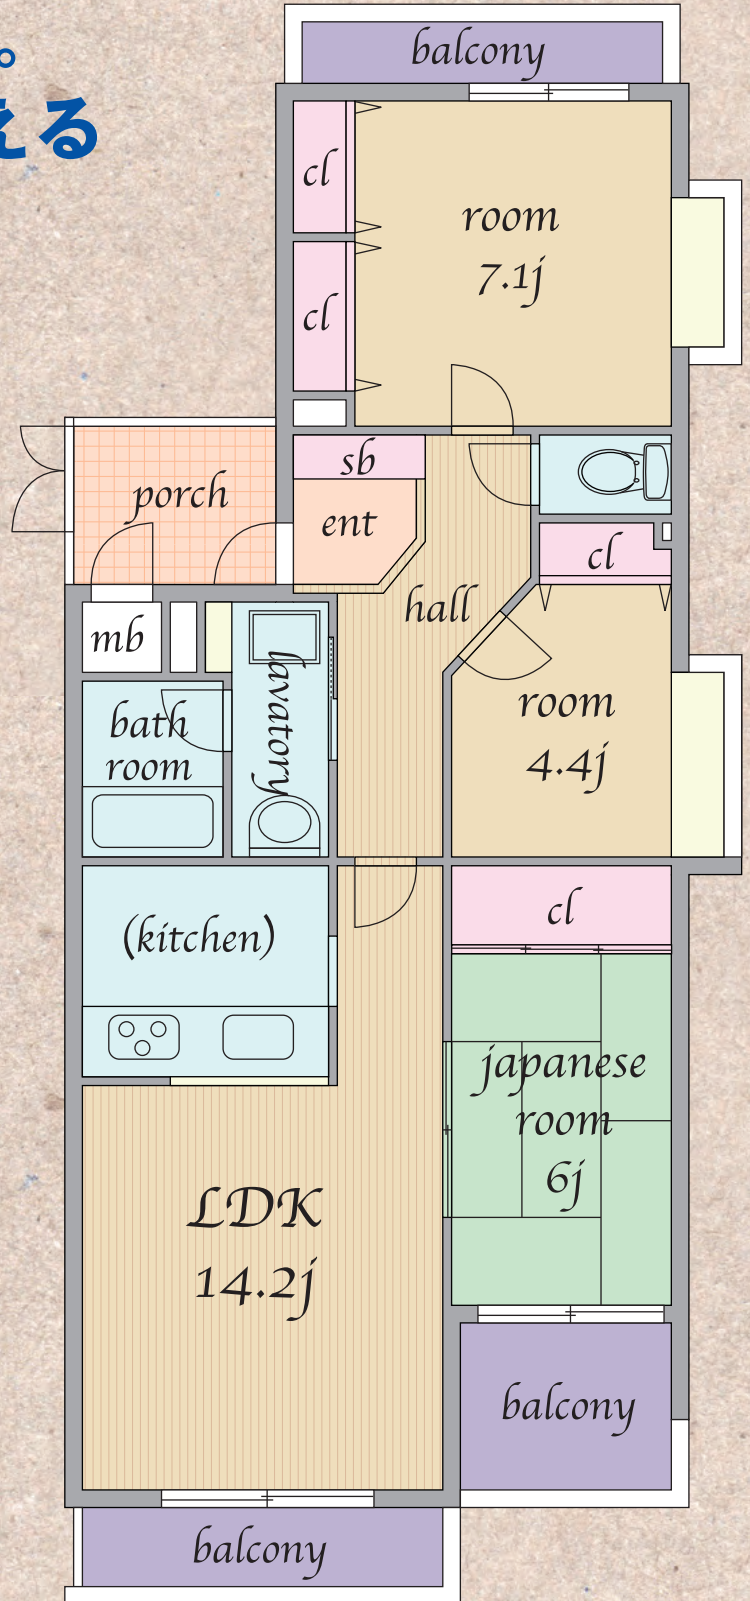 。
える
balcony
cl
room
7.1j
cl
sb
porch
ent
cl
hall
mb
lavatory
room
4.4j
bath
room
cl
(kitchen)
japanese
room
6j
LDK
14.2j
balcony
balcony